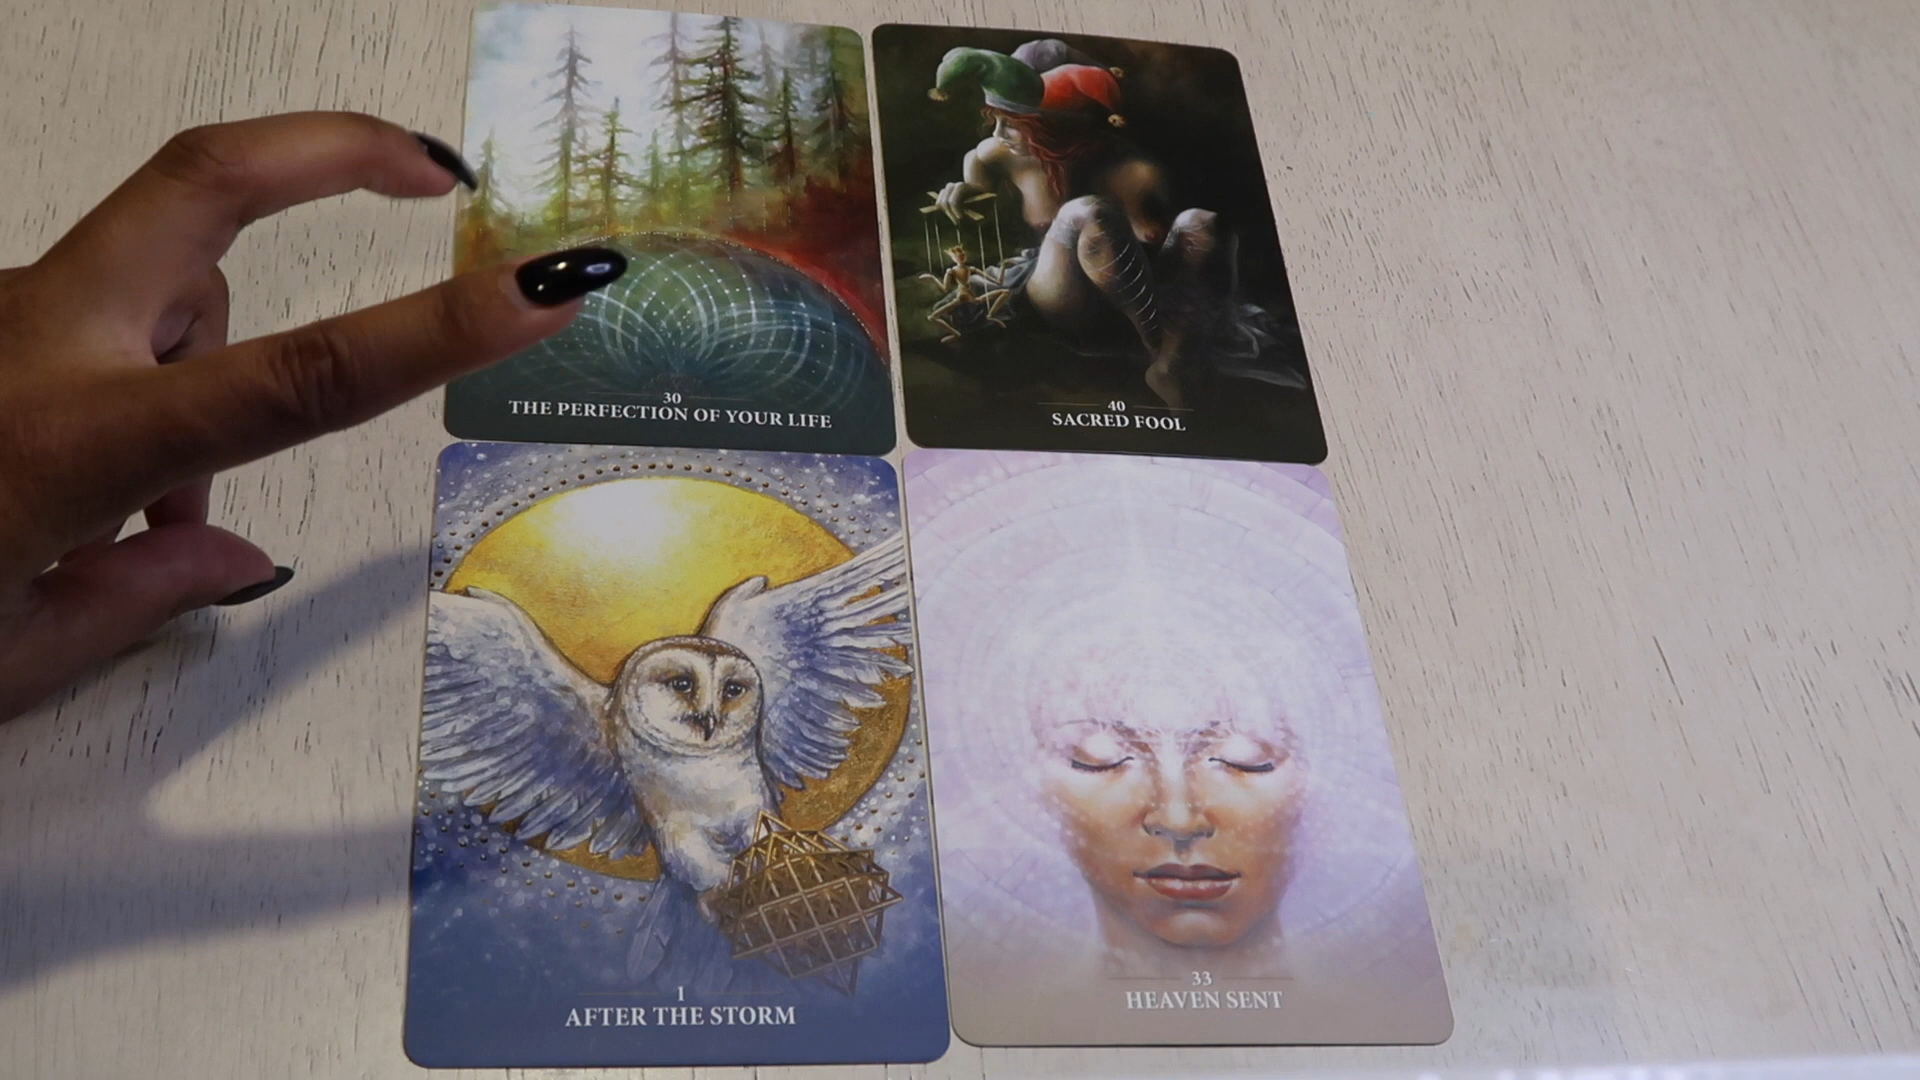 30
THE PERFECTION OF YOUR LIFE
40
SACRED FOOL
1
AFTER THE STORM
33
HEAVEN SENT